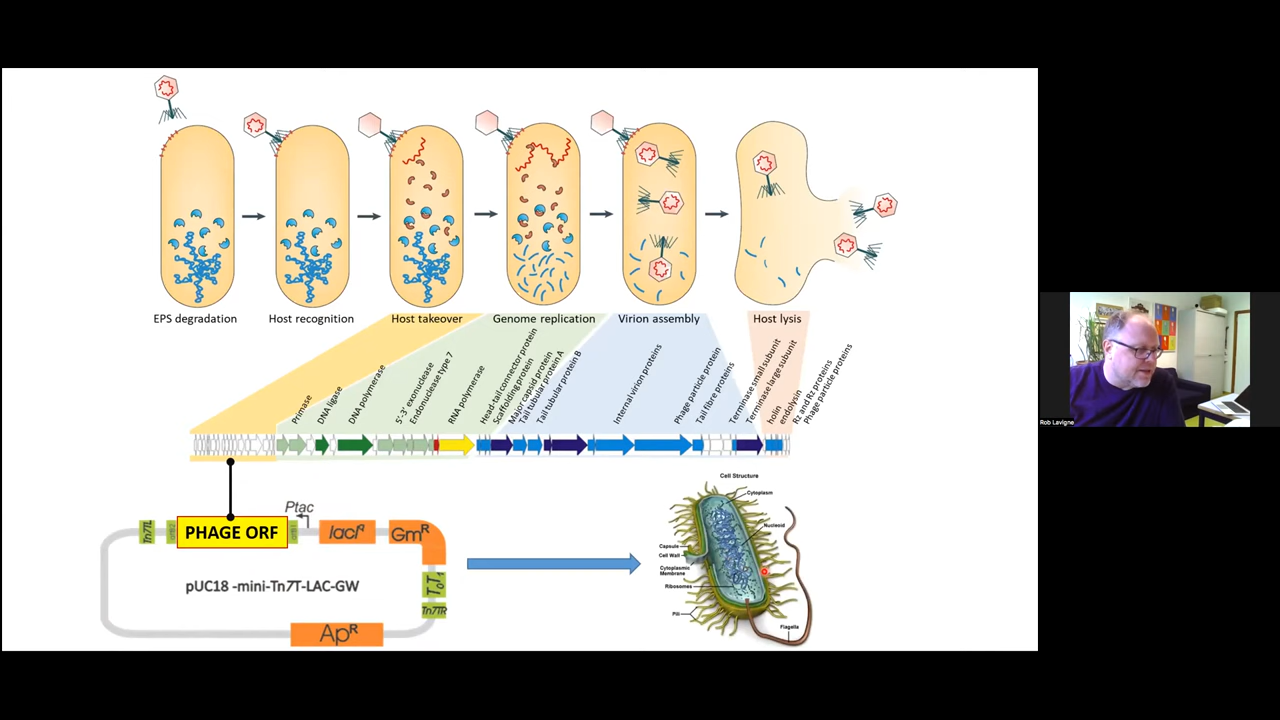 EPS degradation
Host recognition
Host takeover
Genome replication
Virion assembly
Host lysis
Primase
DNA ligase
DNA polymerase
5'-3' exonuclease
Endonuclease type 7
RNA polymerase
Head-tail connector protein
Scaffolding protein
Major capsid protein
Tail tubular protein A
Tail tubular protein B
Internal virion proteins
Phage particle protein
Tail fibre proteins
Terminase small subunit
Terminase large subunit
holin
endolysin
Rz and Rz proteins
Phage particle proteins
Tn7TL
PHAGE ORF
Ptac
lacIq
GmR
Tn7TR
pUC18 -mini-Tn7T-LAC-GW
ApR
Cell Structure
Cytoplasm
Nucleoid
Capsule
Cell Wall
Cytoplasmic
Membrane
Ribosomes
Pili
Flagella
Rob Lavigne